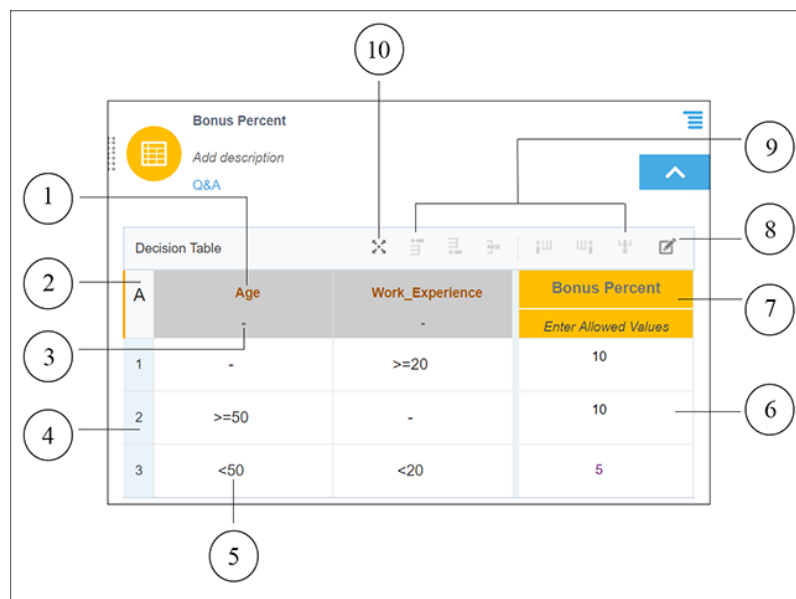 10
Bonus Percent
Add description
Q&A
9
1
Decision Table
8
2
A
Age
Work_Experience
Bonus Percent
7
-
-
Enter Allowed Values
3
1
-
>=20
10
4
2
>=50
-
10
6
3
<50
<20
5
5